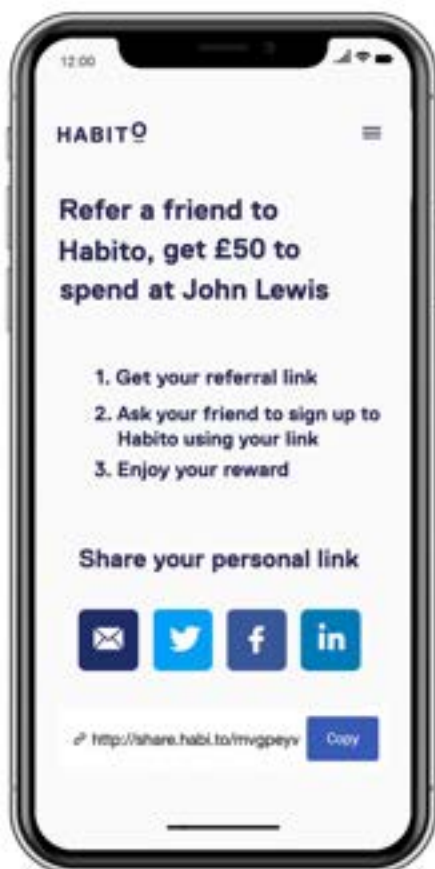 12:00
HABITO
Refer a friend to
Habito, get £50 to
spend at John Lewis
1. Get your referral link
2. Ask your friend to sign up to
Habito using your link
3. Enjoy your reward
Share your personal link
f in
http://share.habi.to/mvgpeyv Copy